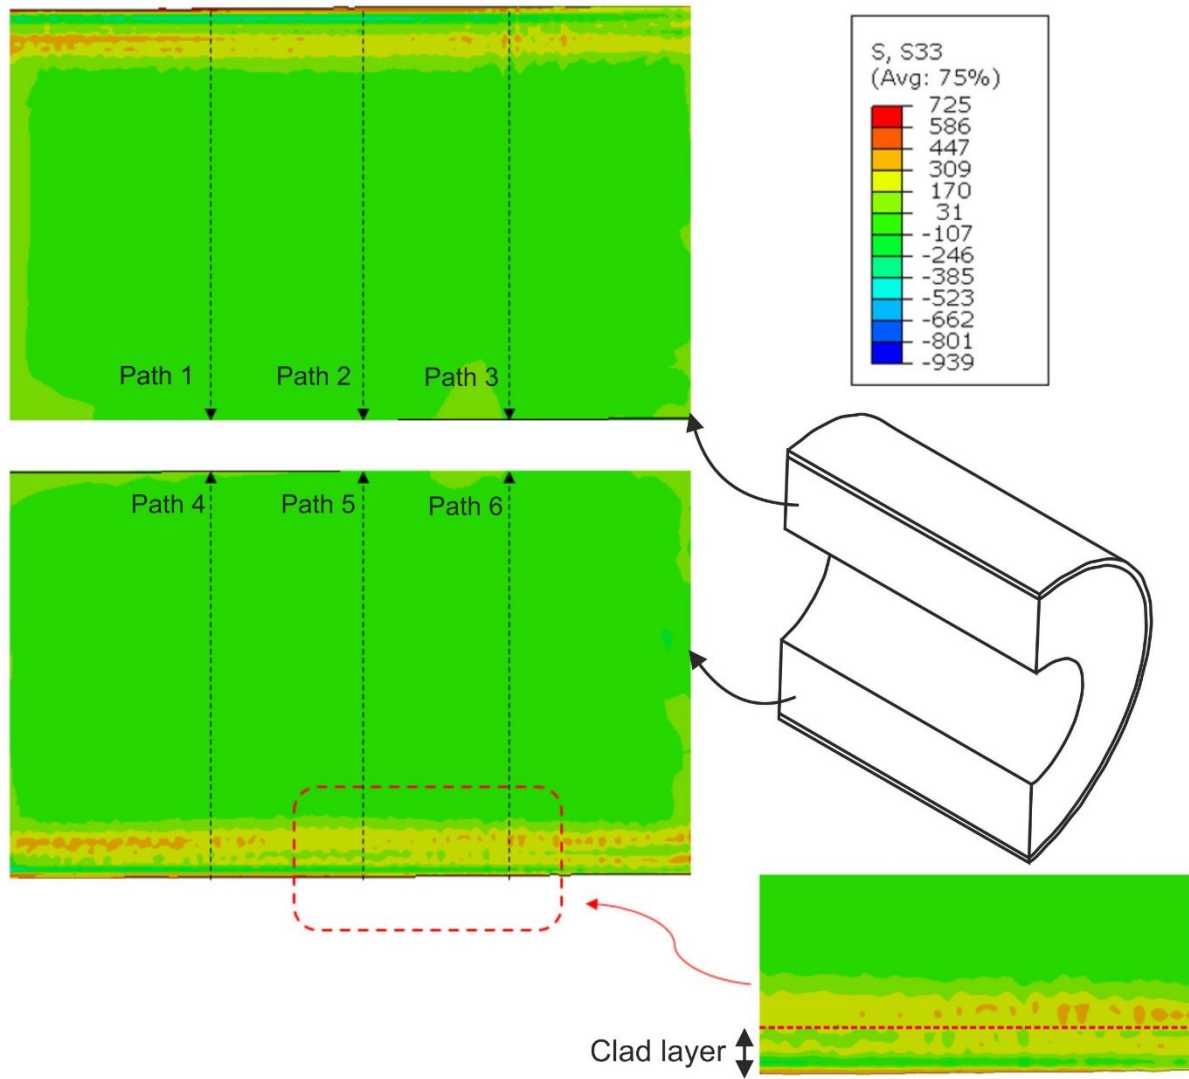 S, S33
(Avg: 75%)
725
586
447
309
170
31
-107
-246
-385
-523
-662
-801
-939
Path 1
Path 2
Path 3
Path 4
Path 5
Path 6
Clad layer